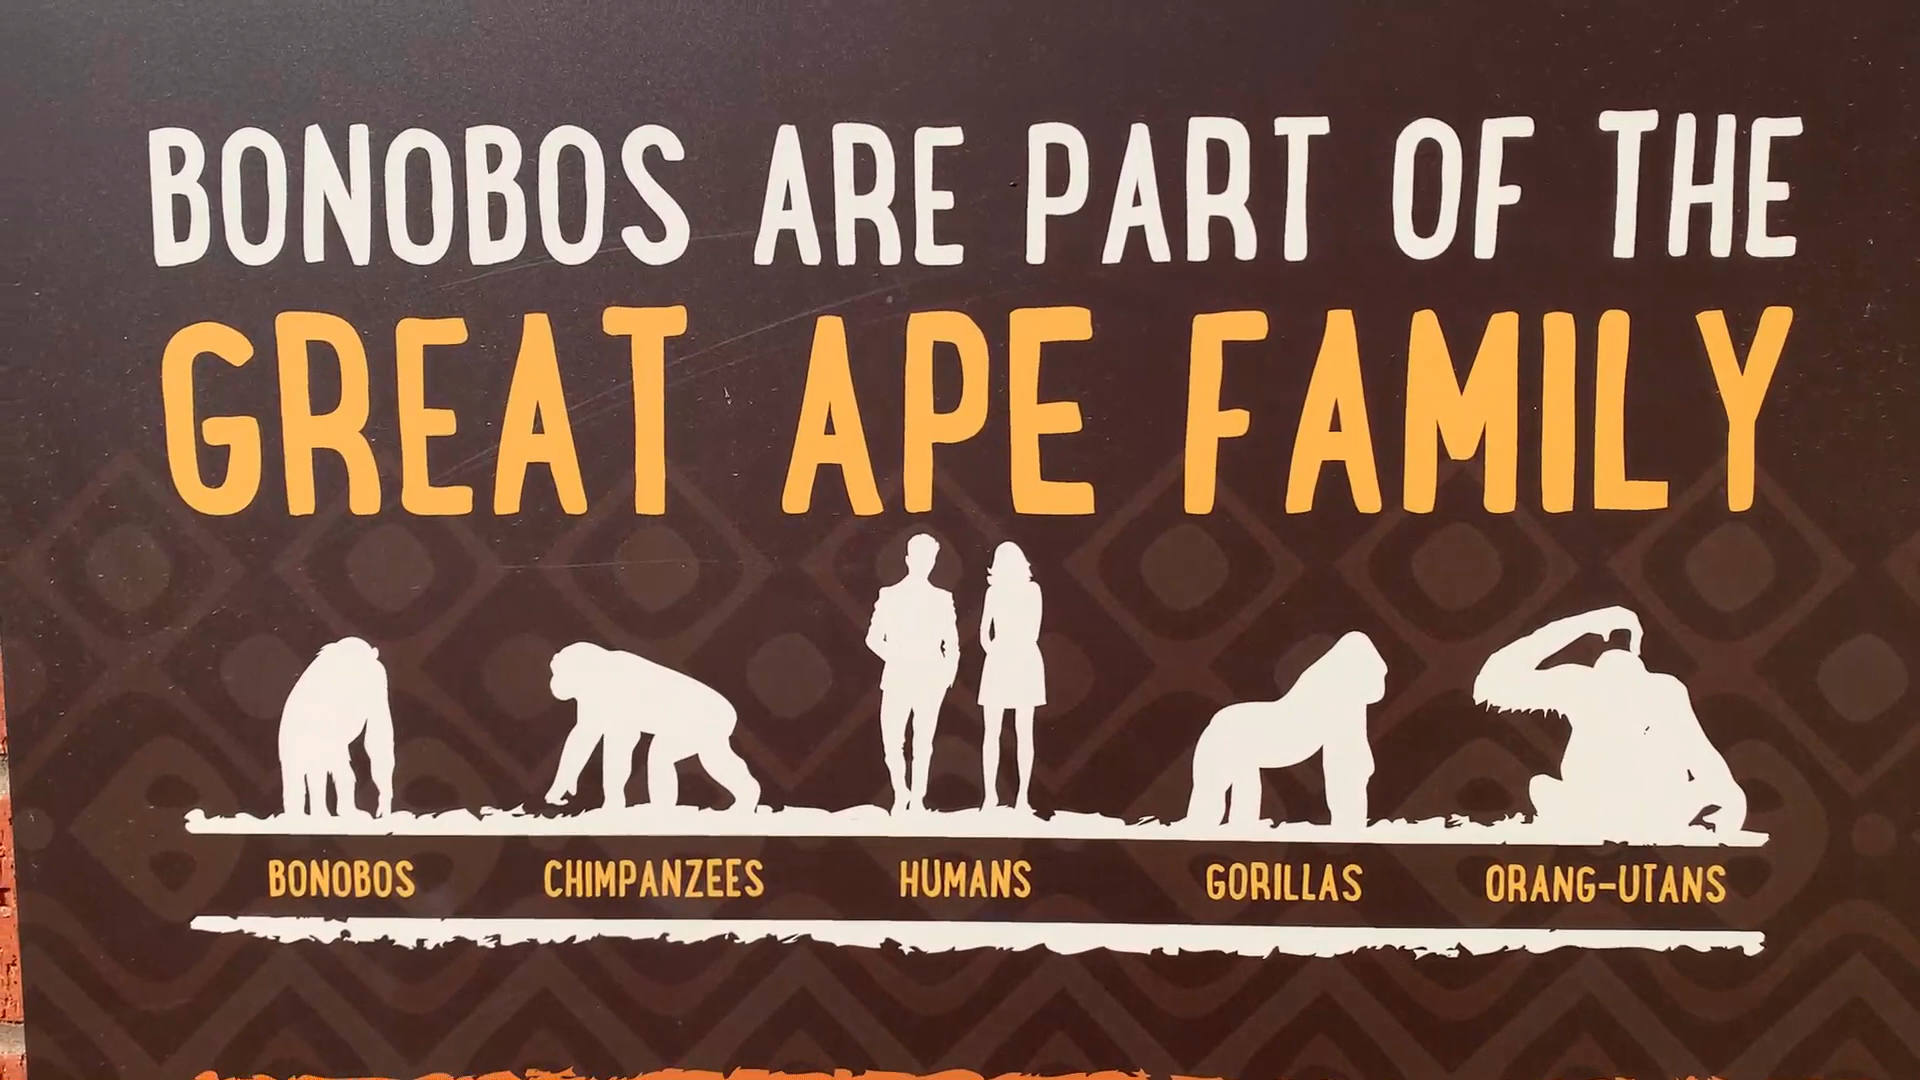 BONOBOS ARE PART OF THE
GREAT APE FAMILY
BONOBOS CHIMPANZEES HUMANS GORILLAS ORANG-UTANS